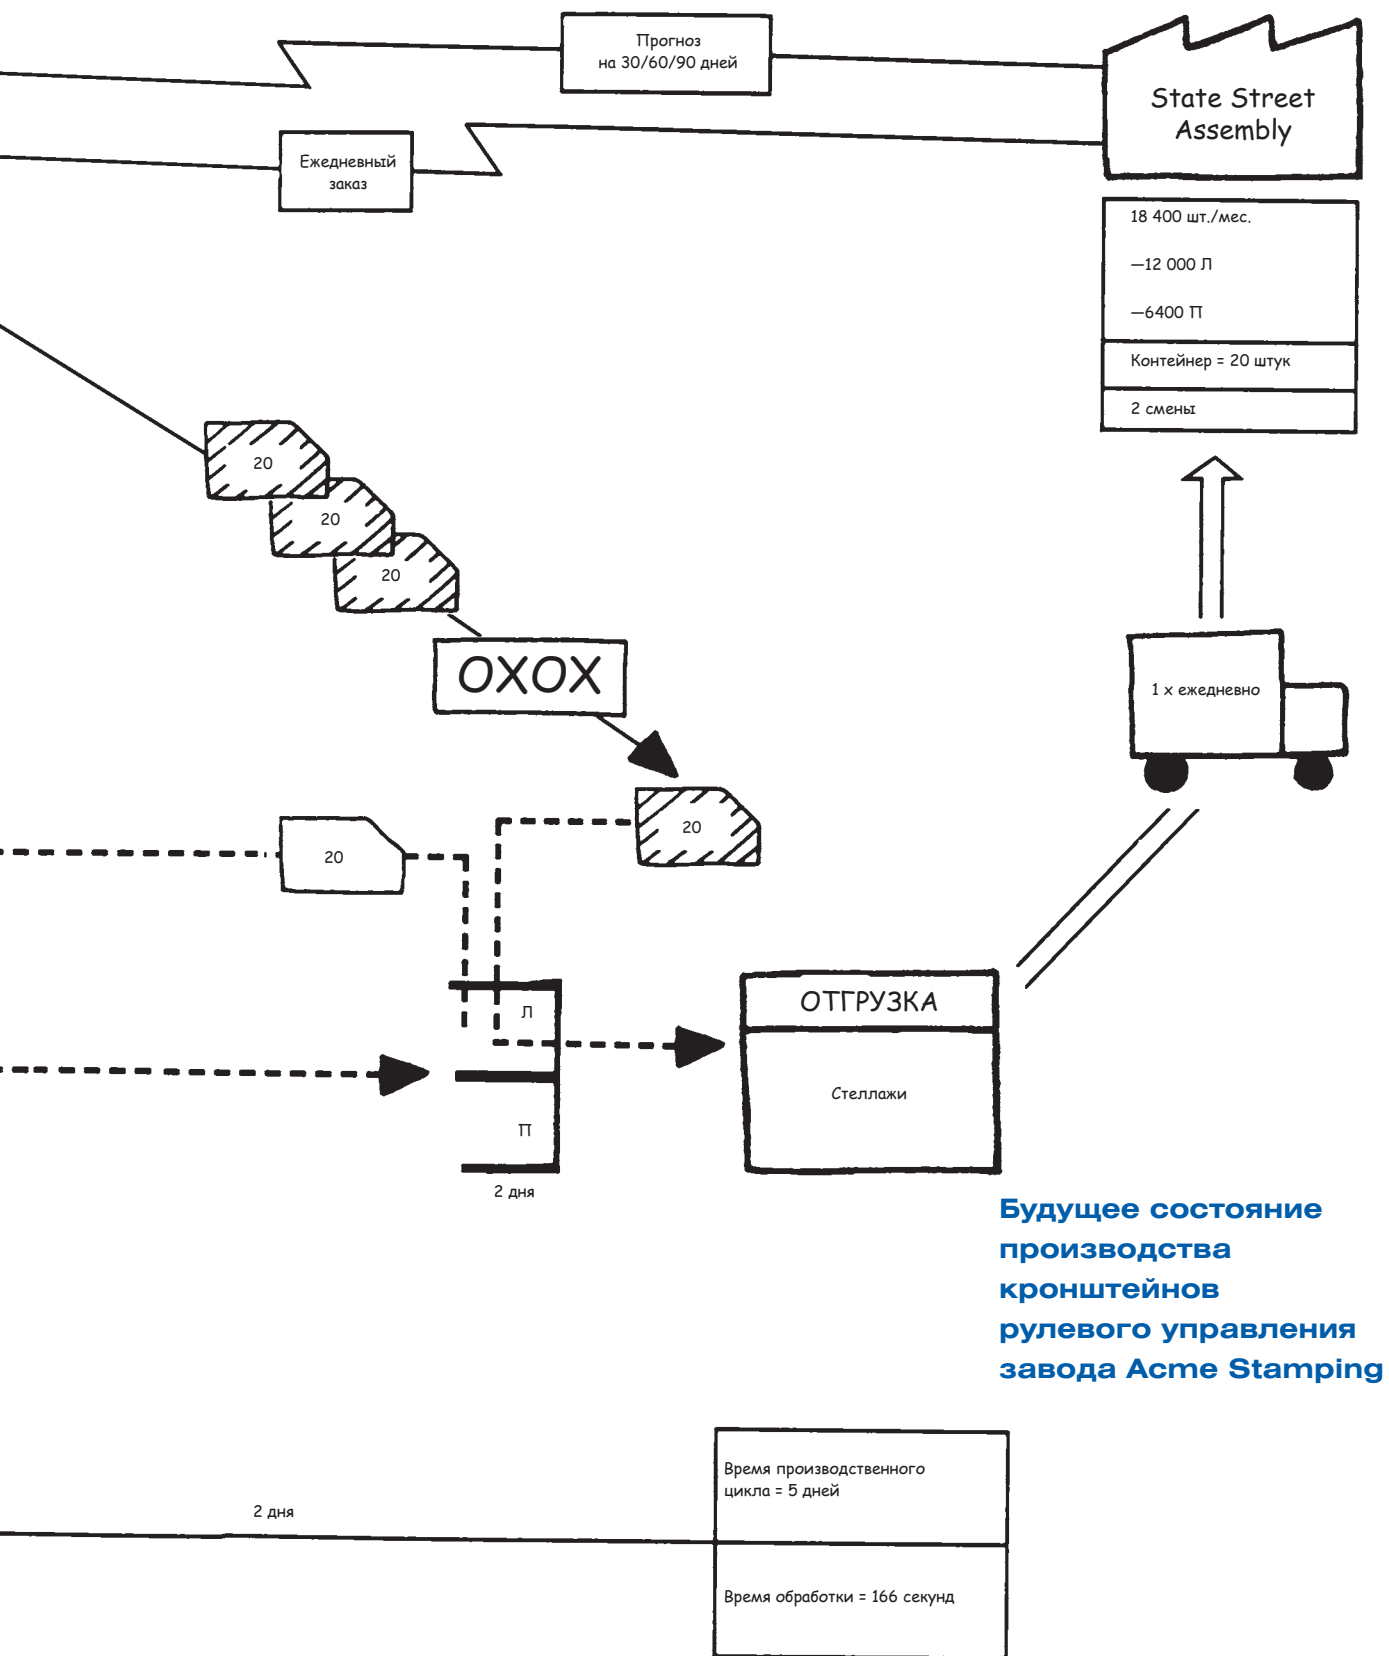 Прогноз
на 30/60/90 дней
State Street
Assembly
Ежедневный
заказ
18 400 шт./мес.
—12 000 Л
—6400 П
Контейнер = 20 штук
2 смены
20
20
20
OXOX
1 х ежедневно
20
20
Л
ОТГРУЗКА
Стеллажи
П
2 дня
Будущее состояние
производства
кронштейнов
рулевого управления
завода Acme Stamping
Время производственного
цикла = 5 дней
2 дня
Время обработки = 166 секунд